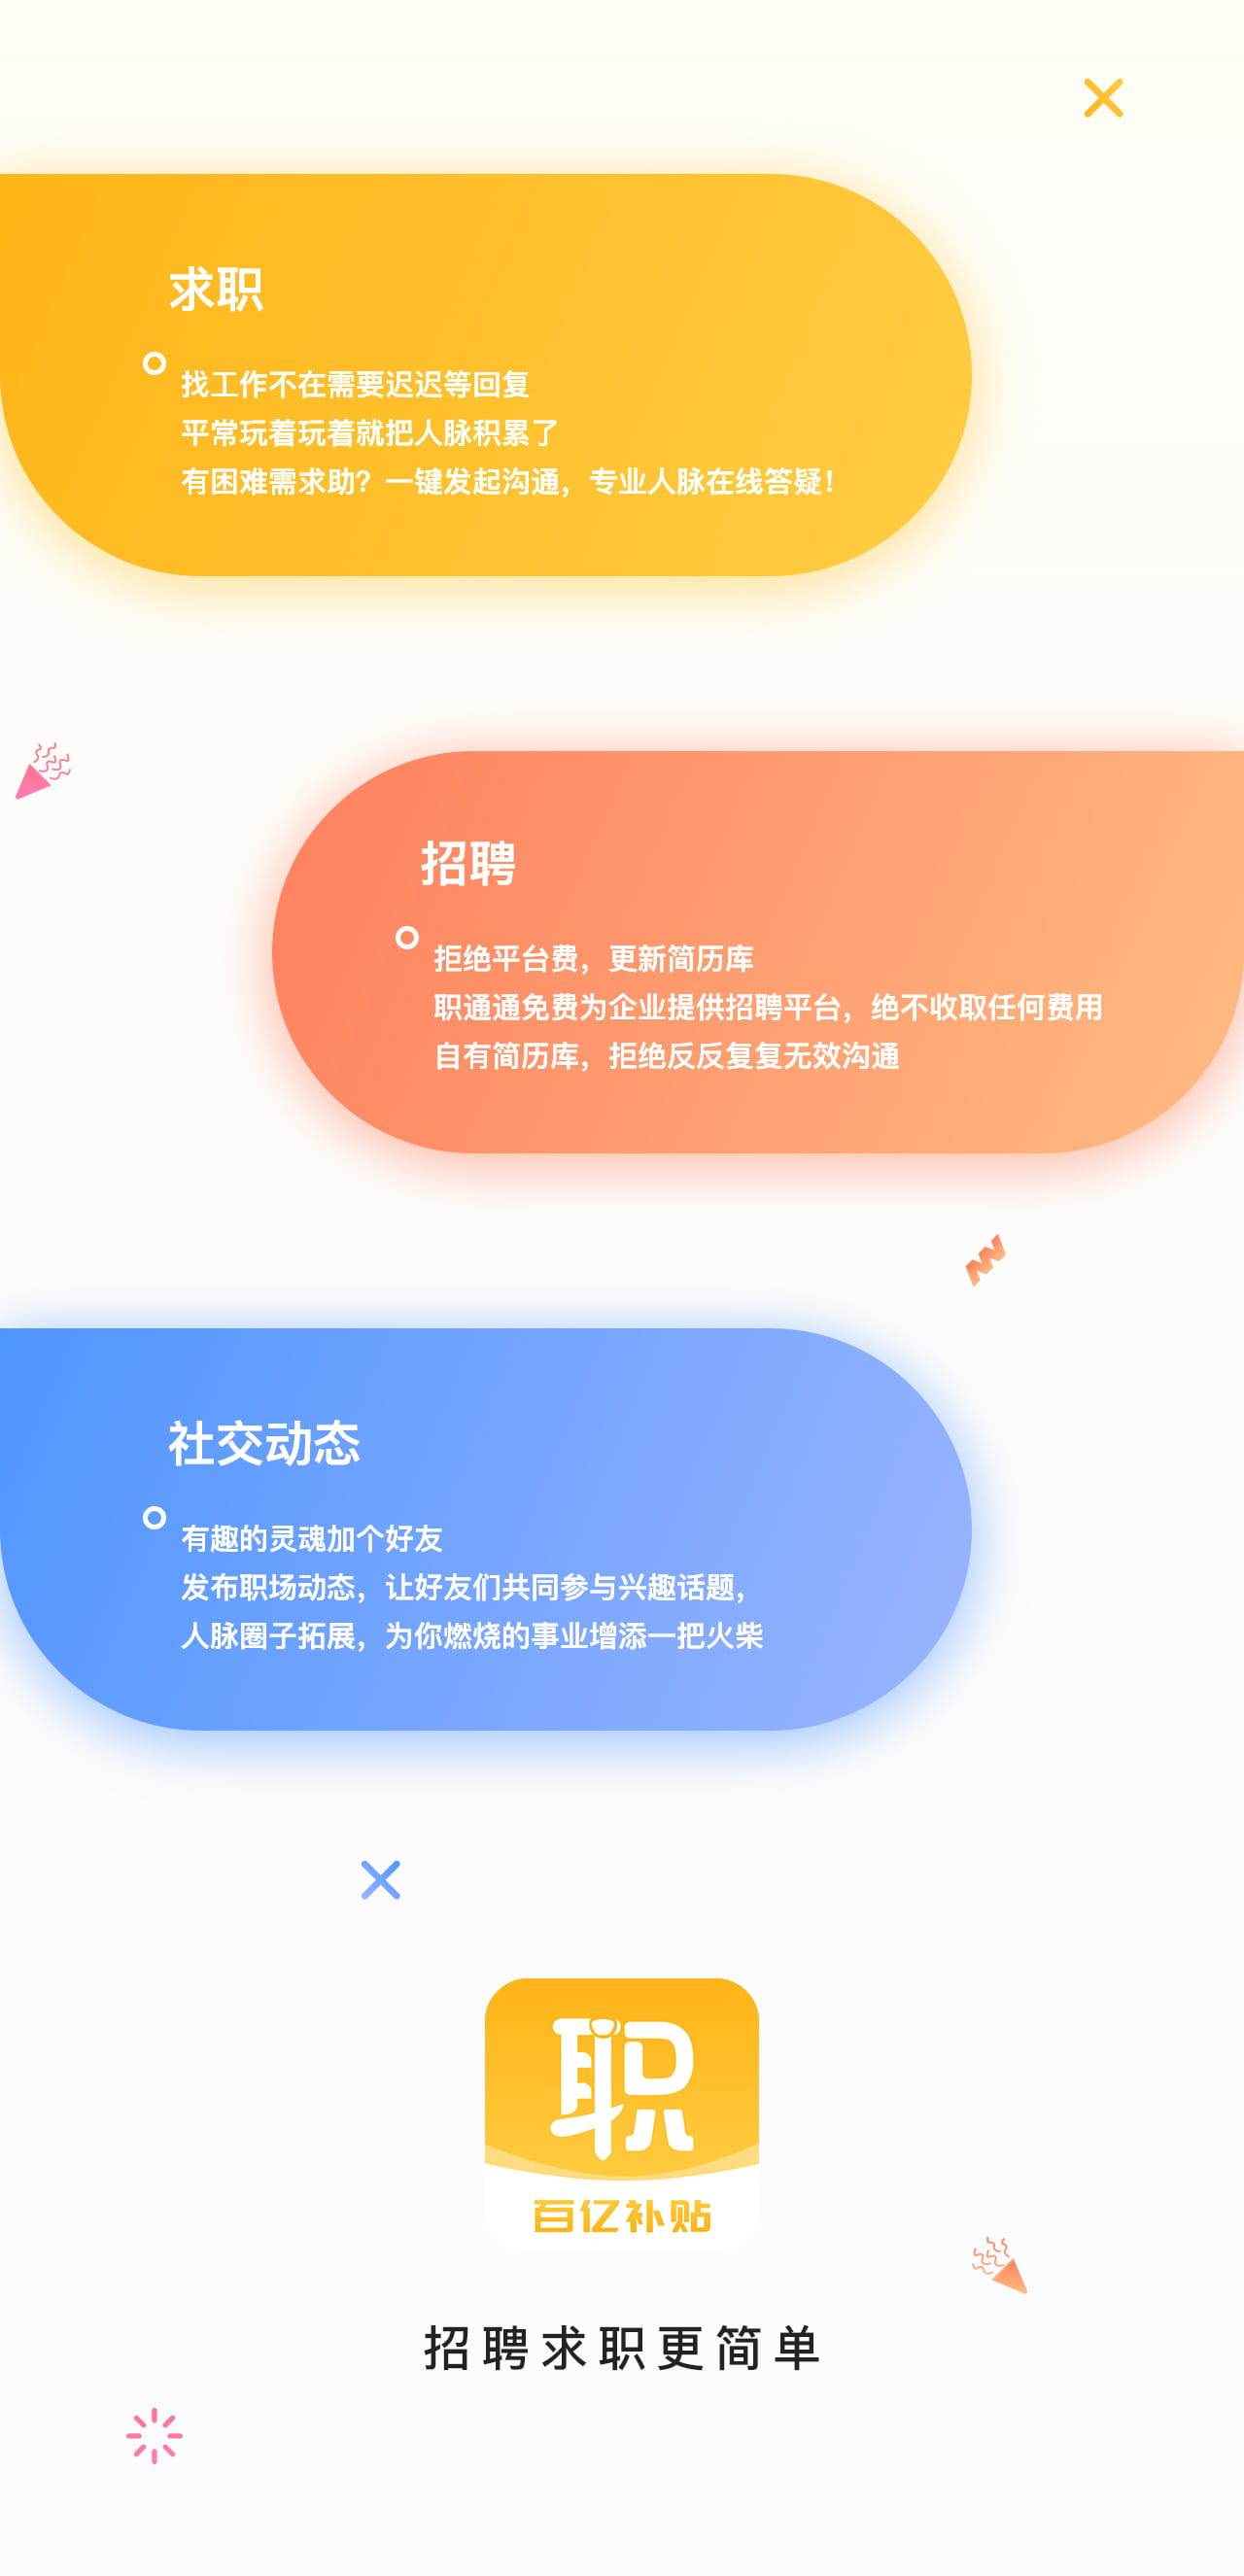 求职
找工作不在需要迟迟等回复
平常玩着玩着就把人脉积累了
有困难需求助？一键发起沟通，专业人脉在线答疑！
招聘
拒绝平台费，更新简历库
职通通免费为企业提供招聘平台，绝不收取任何费用
自有简历库，拒绝反反复复无效沟通
社交动态
有趣的灵魂加个好友
发布职场动态，让好友们共同参与兴趣话题，
人脉圈子拓展，为你燃烧的事业增添一把火柴
职
百亿补贴
招聘求职更简单